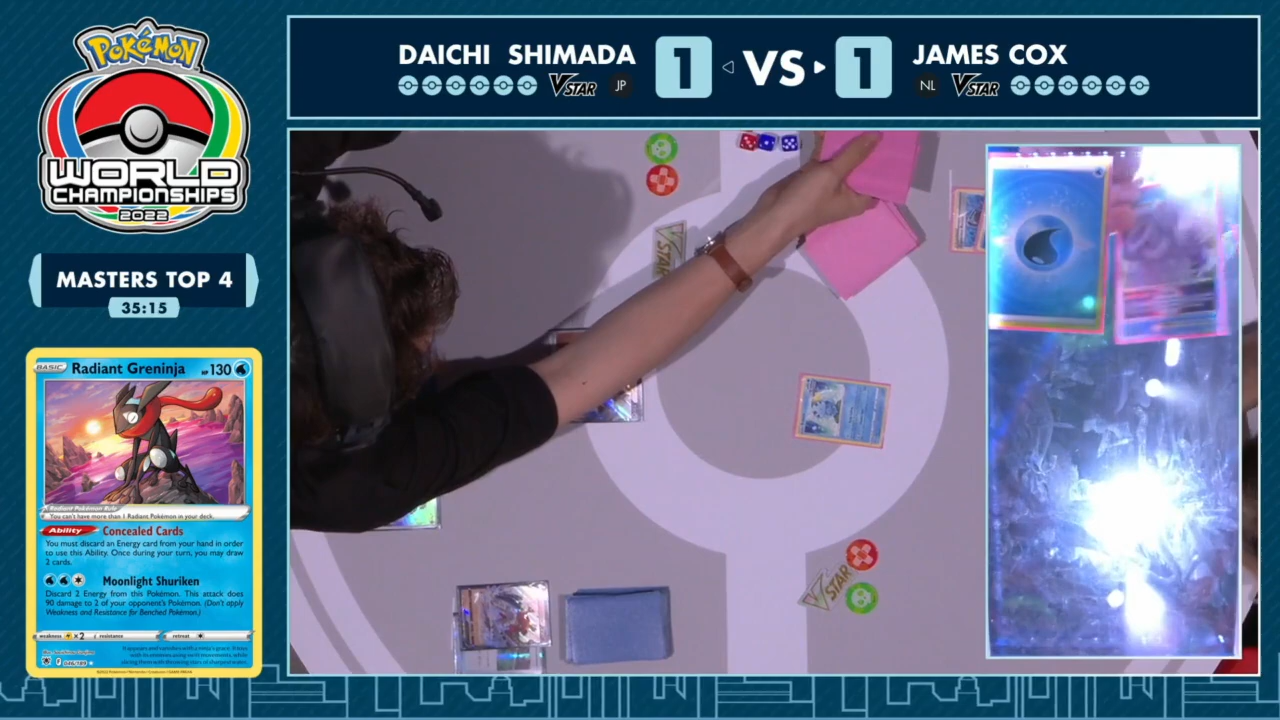 Pokémon
WORLD
CHAMPIONSHIPS
2022
MASTERS TOP 4
35:15
DAICHI SHIMADA
VSTAR
JP
1
VS
1
JAMES COX
NL
VSTAR
BASIC
Radiant Greninja
HP 130
Radiant Pokémon Rule
You can't have more than 1 Radiant Pokémon in your deck.
Ability
Concealed Cards
You must discard an Energy card from your hand in order
to use this Ability. Once during your turn, you may draw
2 cards.
Moonlight Shuriken
Discard 2 Energy from this Pokémon. This attack does
90 damage to 2 of your opponent's Pokémon. (Don't apply
Weakness and Resistance for Benched Pokémon.)
weakness
×2
resistance
retreat
046/189
VSTAR
VSTAR